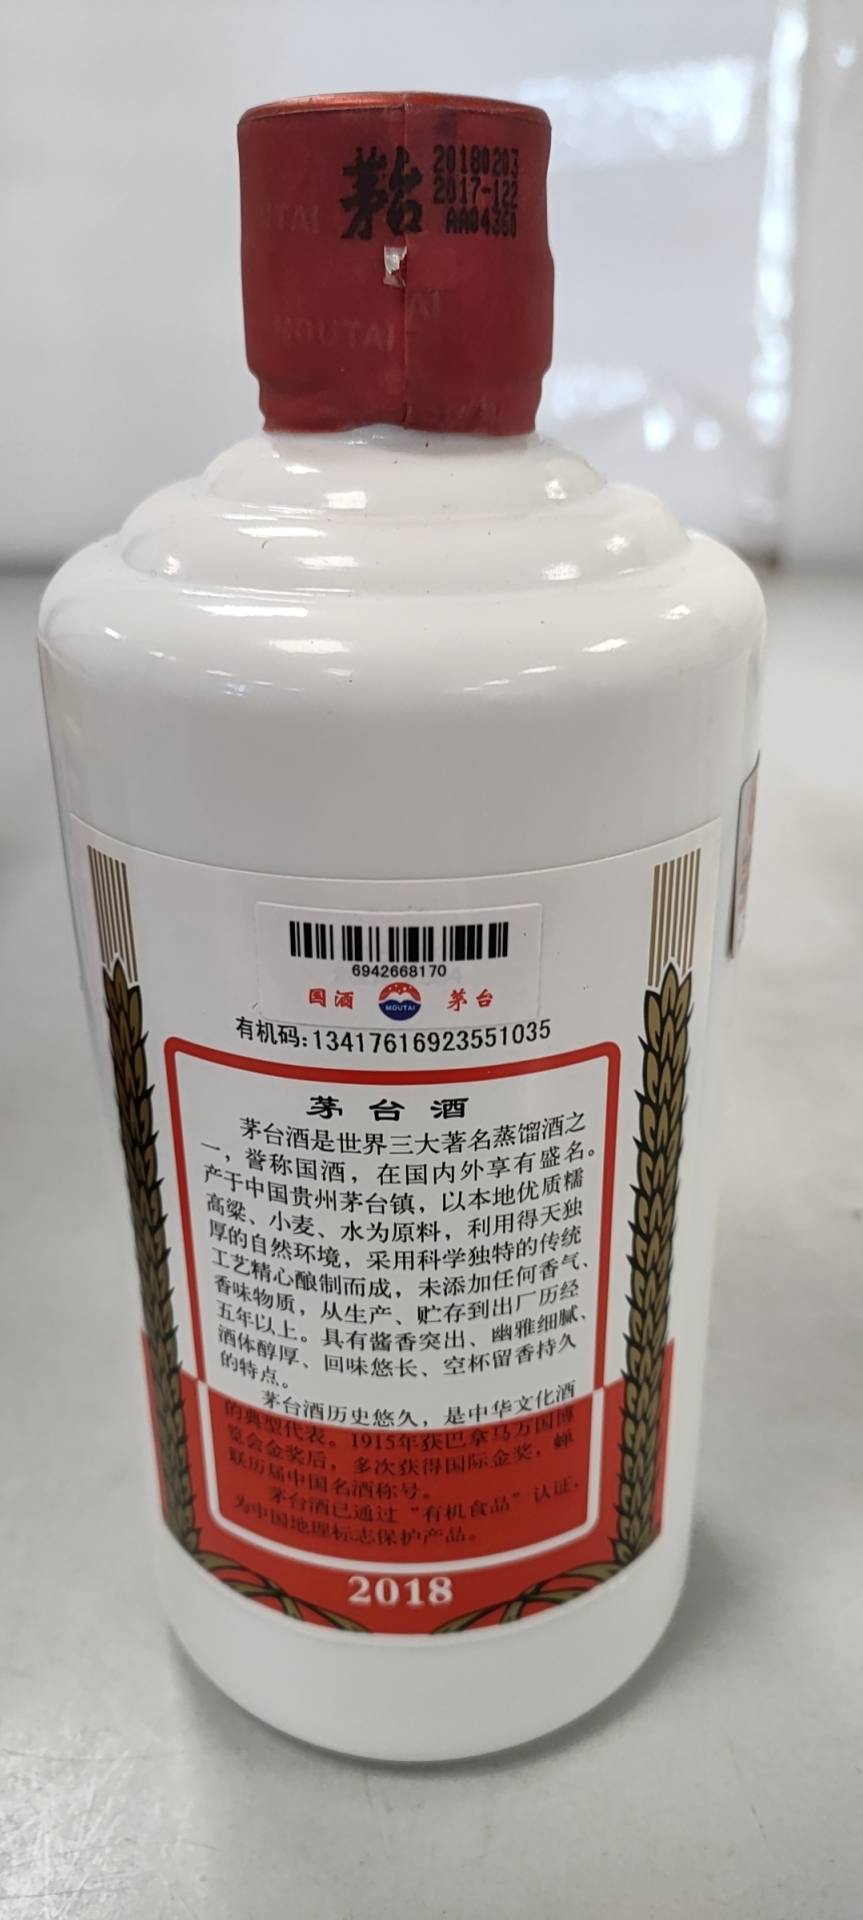 茅台
20180203
2017-122
AA04360
MOUTAI
6942668170
国酒 MOUTAI 茅台
有机码:13417616923551035
茅台酒
茅台酒是世界三大著名蒸馏酒之
一，誉称国酒，在国内外享有盛名。
产于中国贵州茅台镇，以本地优质糯
高粱、小麦、水为原料，利用得天独
厚的自然环境，采用科学独特的传统
工艺精心酿制而成，未添加任何香气、
香味物质，从生产、贮存到出厂历经
五年以上。具有酱香突出、幽雅细腻、
酒体醇厚、回味悠长、空杯留香持久
的特点。
茅台酒历史悠久，是中华文化酒
的典型代表。1915年获巴拿马万国博
览会金奖后，多次获得国际金奖，蝉
联历届中国名酒称号。
茅台酒已通过“有机食品”认证，
为中国地理标志保护产品。
2018